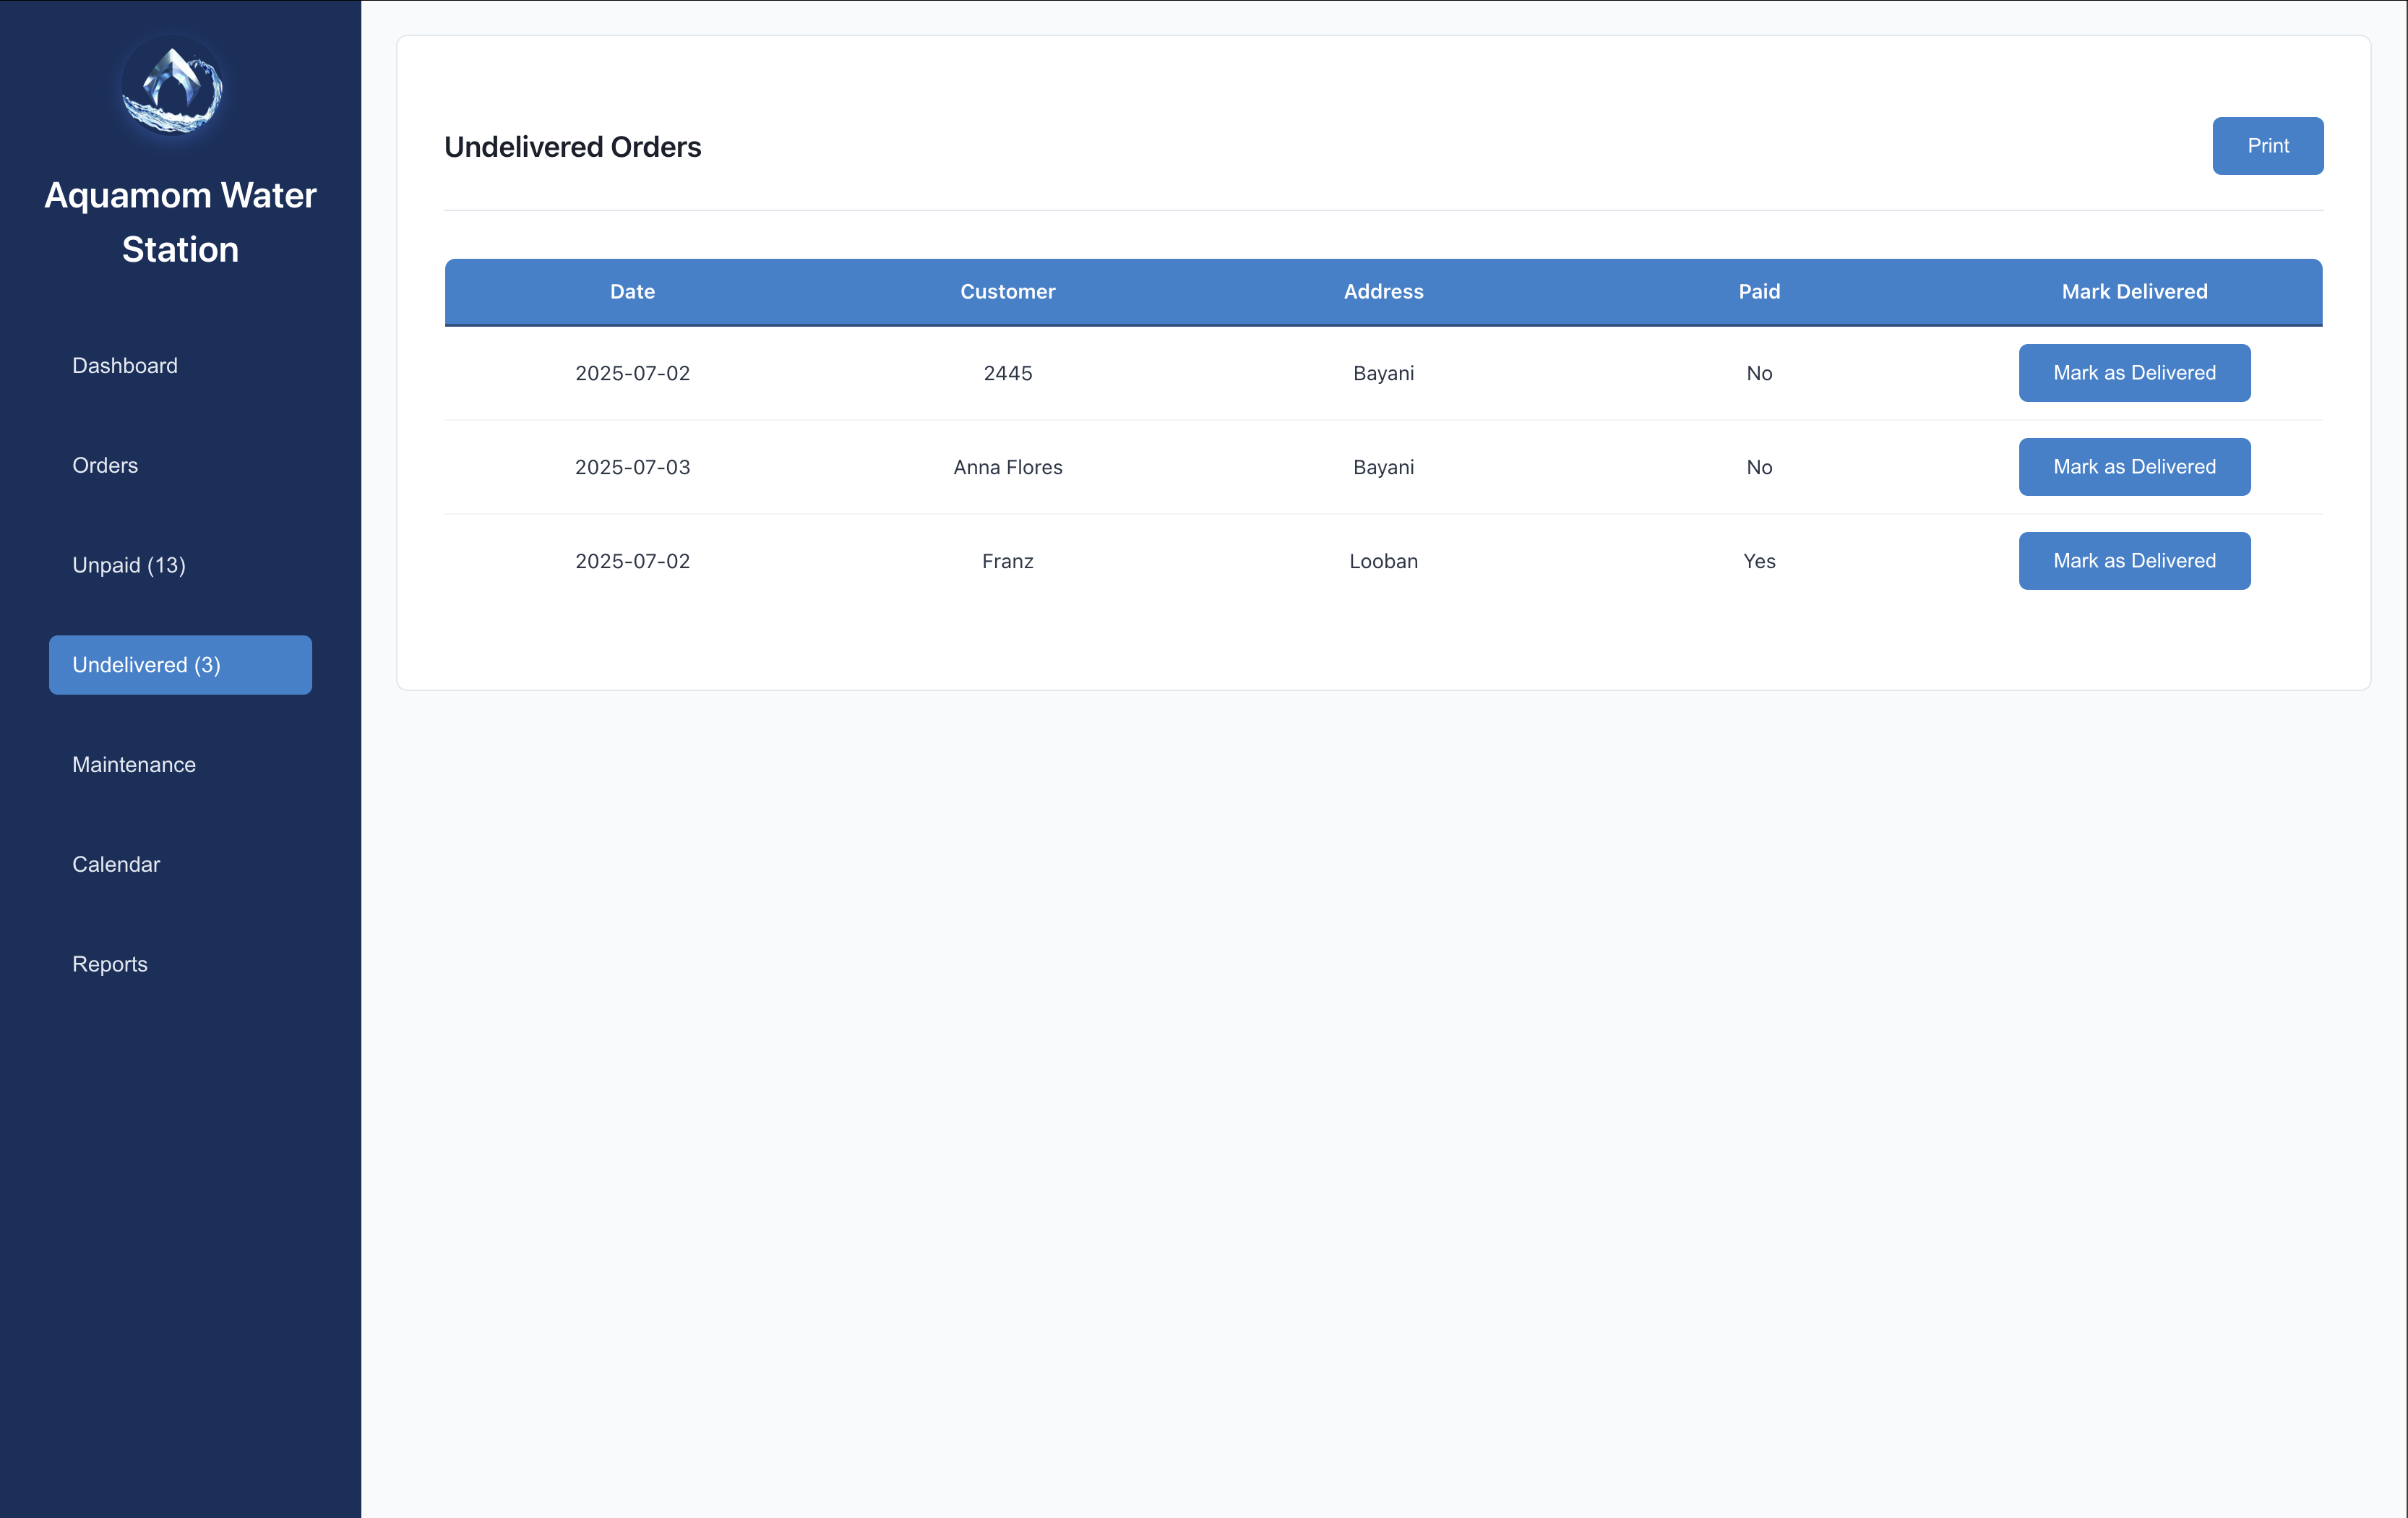 Aquamom Water
Station
Dashboard
Orders
Unpaid (13)
Undelivered (3)
Maintenance
Calendar
Reports
Undelivered Orders
Print
Date Customer Address Paid Mark Delivered
2025-07-02 2445 Bayani No Mark as Delivered
2025-07-03 Anna Flores Bayani No Mark as Delivered
2025-07-02 Franz Looban Yes Mark as Delivered